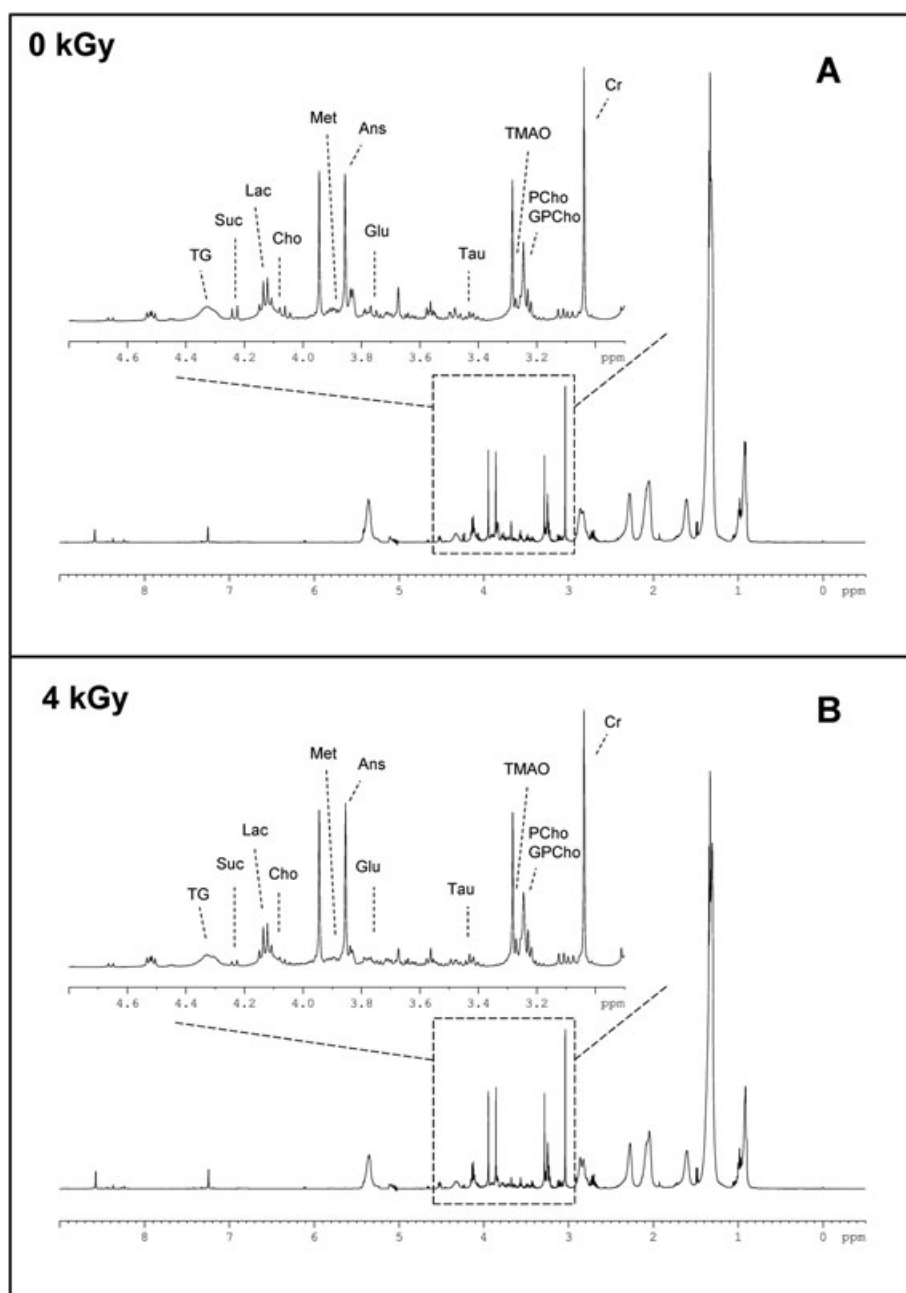 0 kGy
A
Cr
Met
Ans
TMAO
Lac
PCho
GPCho
Suc
Cho
Glu
Tau
TG
4.6 4.4 4.2 4.0 3.8 3.6 3.4 3.2 ppm
8 7 6 5 4 3 2 1 0 ppm
4 kGy
B
Cr
Met
Ans
TMAO
Lac
PCho
GPCho
Suc
Cho
Glu
Tau
TG
4.6 4.4 4.2 4.0 3.8 3.6 3.4 3.2 ppm
8 7 6 5 4 3 2 1 0 ppm